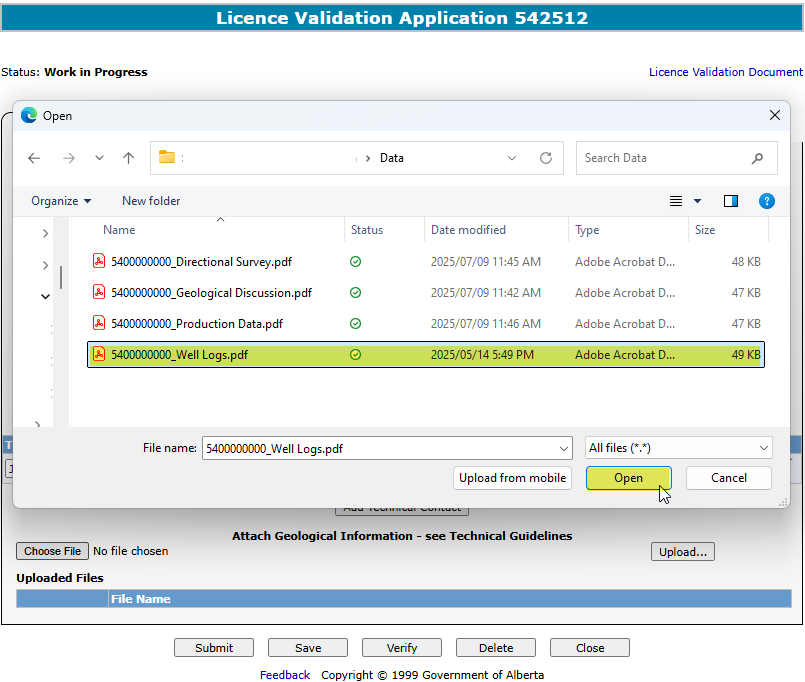 Licence Validation Application 542512
Status: Work in Progress
Licence Validation Document
Open
Data
Search Data
Organize
New folder
Name Status Date modified Type Size
5400000000_Directional Survey.pdf 2025/07/09 11:45 AM Adobe Acrobat D... 48 KB
5400000000_Geological Discussion.pdf 2025/07/09 11:42 AM Adobe Acrobat D... 47 KB
5400000000_Production Data.pdf 2025/07/09 11:46 AM Adobe Acrobat D... 47 KB
5400000000_Well Logs.pdf 2025/05/14 5:49 PM Adobe Acrobat D... 49 KB
File name: 5400000000_Well Logs.pdf All files (*.*)
Upload from mobile Open Cancel
Add Technical Contact
Attach Geological Information - see Technical Guidelines
Choose File No file chosen Upload...
Uploaded Files
File Name
Submit Save Verify Delete Close
Feedback Copyright © 1999 Government of Alberta